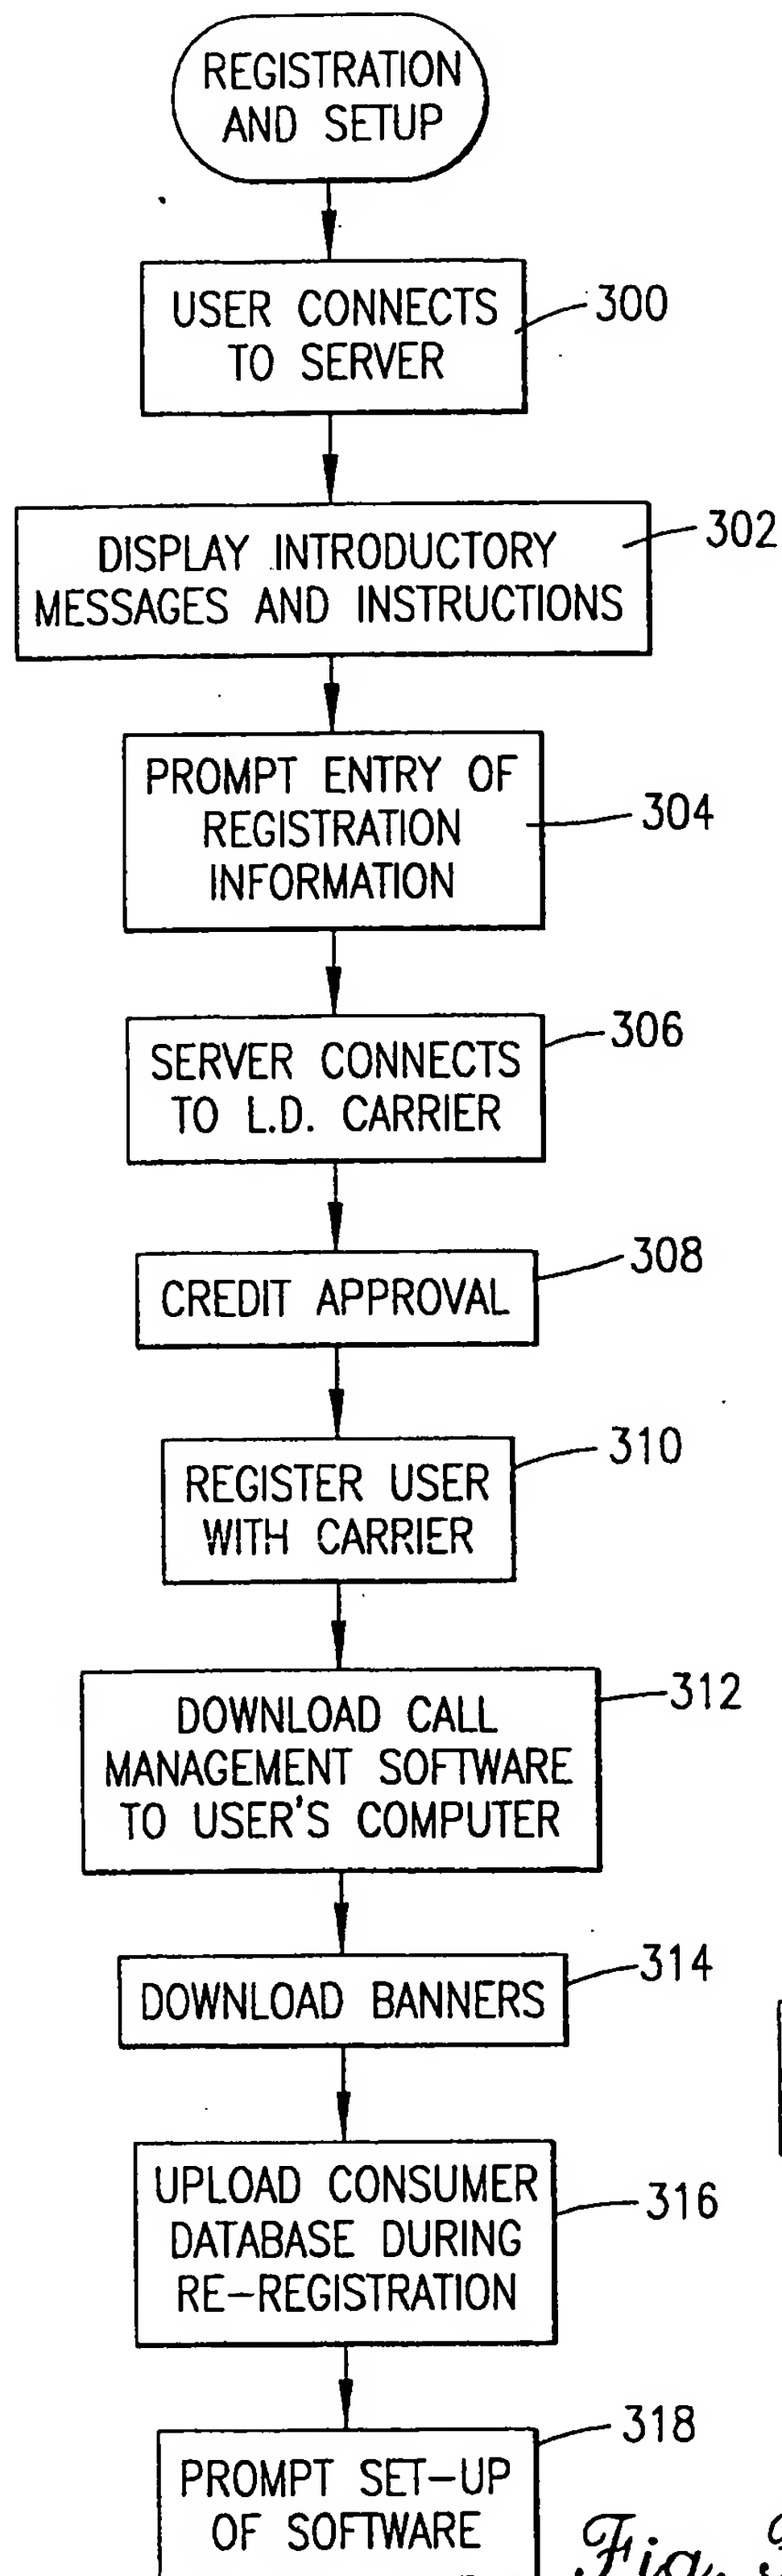 REGISTRATION
AND SETUP
USER CONNECTS
TO SERVER
300
DISPLAY INTRODUCTORY
MESSAGES AND INSTRUCTIONS
302
PROMPT ENTRY OF
REGISTRATION
INFORMATION
304
SERVER CONNECTS
TO L.D. CARRIER
306
CREDIT APPROVAL
308
REGISTER USER
WITH CARRIER
310
DOWNLOAD CALL
MANAGEMENT SOFTWARE
TO USER'S COMPUTER
312
DOWNLOAD BANNERS
314
UPLOAD CONSUMER
DATABASE DURING
RE-REGISTRATION
316
PROMPT SET-UP
OF SOFTWARE
318
Fig.